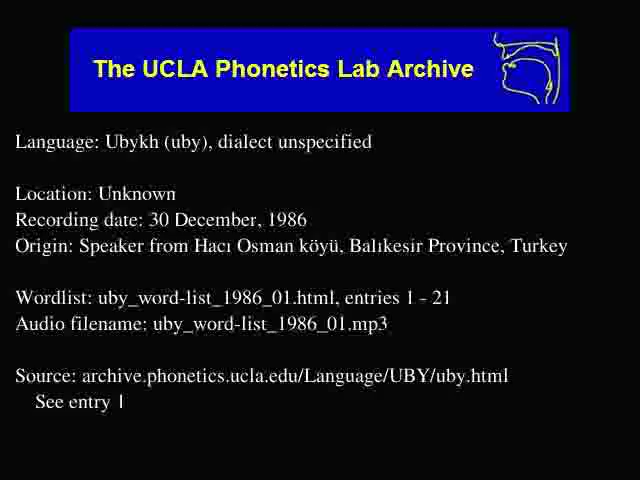 The UCLA Phonetics Lab Archive
Language: Ubykh (uby), dialect unspecified
Location: Unknown
Recording date: 30 December, 1986
Origin: Speaker from Hacı Osman köyü, Balıkesir Province, Turkey
Wordlist: uby_word-list_1986_01.html, entries 1 - 21
Audio filename: uby_word-list_1986_01.mp3
Source: archive.phonetics.ucla.edu/Language/UBY/uby.html
See entry 1